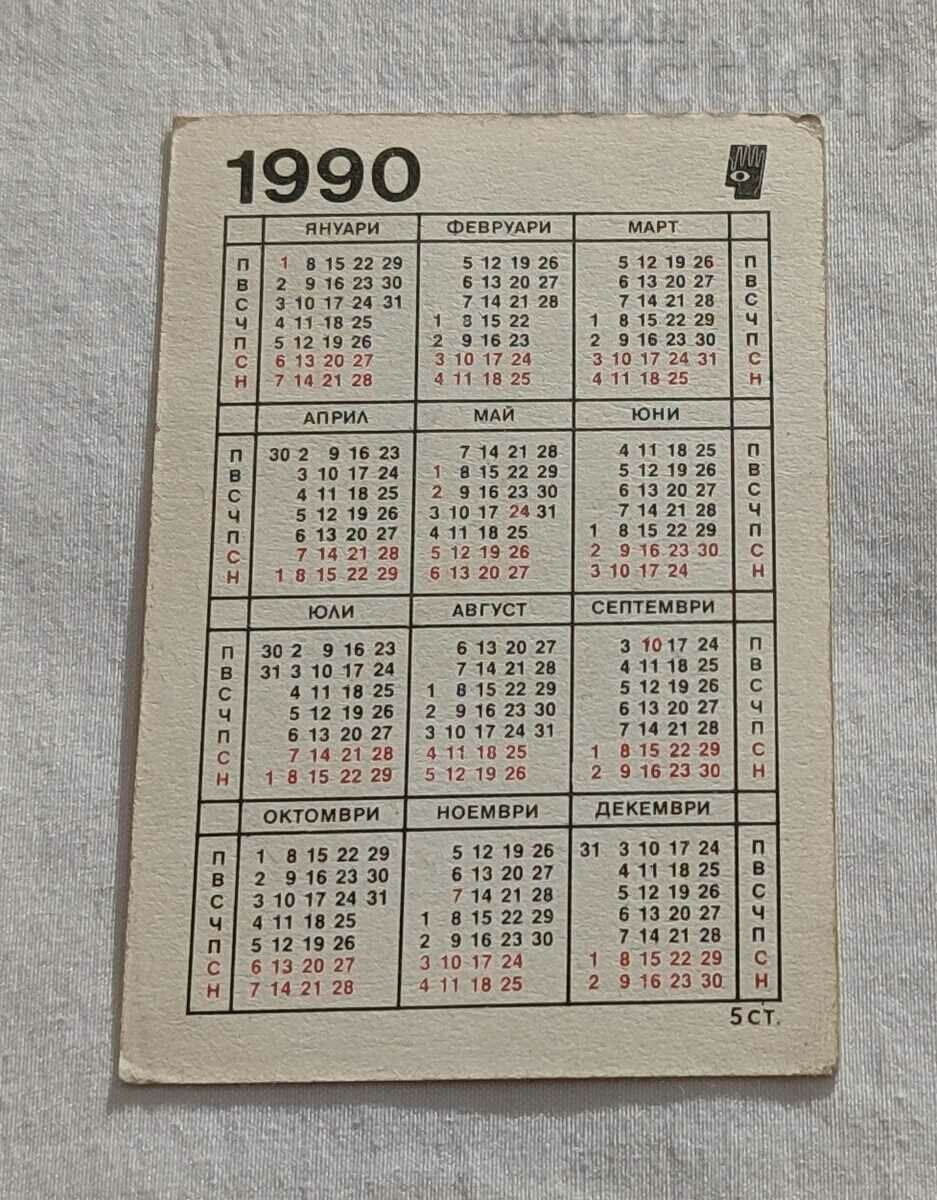 1990
ЯНУАРИ ФЕВРУАРИ МАРТ
П 1 8 15 22 29 5 12 19 26 5 12 19 26 П
В 2 9 16 23 30 6 13 20 27 6 13 20 27 В
С 3 10 17 24 31 7 14 21 28 7 14 21 28 С
Ч 4 11 18 25 1 8 15 22 1 8 15 22 29 Ч
П 5 12 19 26 2 9 16 23 2 9 16 23 30 П
С 6 13 20 27 3 10 17 24 3 10 17 24 31 С
Н 7 14 21 28 4 11 18 25 4 11 18 25 Н
АПРИЛ МАЙ ЮНИ
П 30 2 9 16 23 7 14 21 28 4 11 18 25 П
В 3 10 17 24 1 8 15 22 29 5 12 19 26 В
С 4 11 18 25 2 9 16 23 30 6 13 20 27 С
Ч 5 12 19 26 3 10 17 24 31 7 14 21 28 Ч
П 6 13 20 27 4 11 18 25 1 8 15 22 29 П
С 7 14 21 28 5 12 19 26 2 9 16 23 30 С
Н 1 8 15 22 29 6 13 20 27 3 10 17 24 Н
ЮЛИ АВГУСТ СЕПТЕМВРИ
П 30 2 9 16 23 6 13 20 27 3 10 17 24 П
В 31 3 10 17 24 7 14 21 28 4 11 18 25 В
С 4 11 18 25 1 8 15 22 29 5 12 19 26 С
Ч 5 12 19 26 2 9 16 23 30 6 13 20 27 Ч
П 6 13 20 27 3 10 17 24 31 7 14 21 28 П
С 7 14 21 28 4 11 18 25 1 8 15 22 29 С
Н 1 8 15 22 29 5 12 19 26 2 9 16 23 30 Н
ОКТОМВРИ НОЕМВРИ ДЕКЕМВРИ
П 1 8 15 22 29 5 12 19 26 31 3 10 17 24 П
В 2 9 16 23 30 6 13 20 27 4 11 18 25 В
С 3 10 17 24 31 7 14 21 28 5 12 19 26 С
Ч 4 11 18 25 1 8 15 22 29 6 13 20 27 Ч
П 5 12 19 26 2 9 16 23 30 7 14 21 28 П
С 6 13 20 27 3 10 17 24 1 8 15 22 29 С
Н 7 14 21 28 4 11 18 25 2 9 16 23 30 Н
5 СТ.